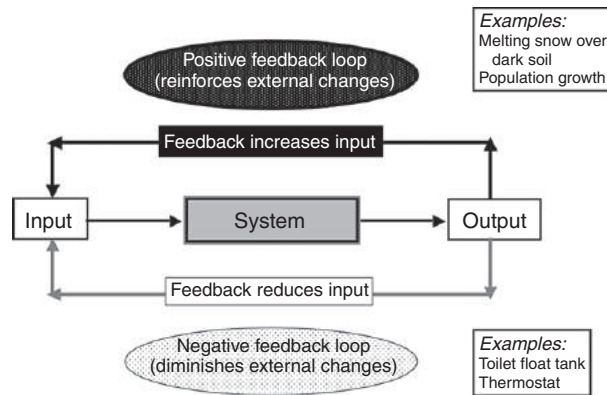 Positive feedback loop
(reinforces external changes)
Examples:
Melting snow over
dark soil
Population growth
Feedback increases input
Input
System
Output
Feedback reduces input
Negative feedback loop
(diminishes external changes)
Examples:
Toilet float tank
Thermostat